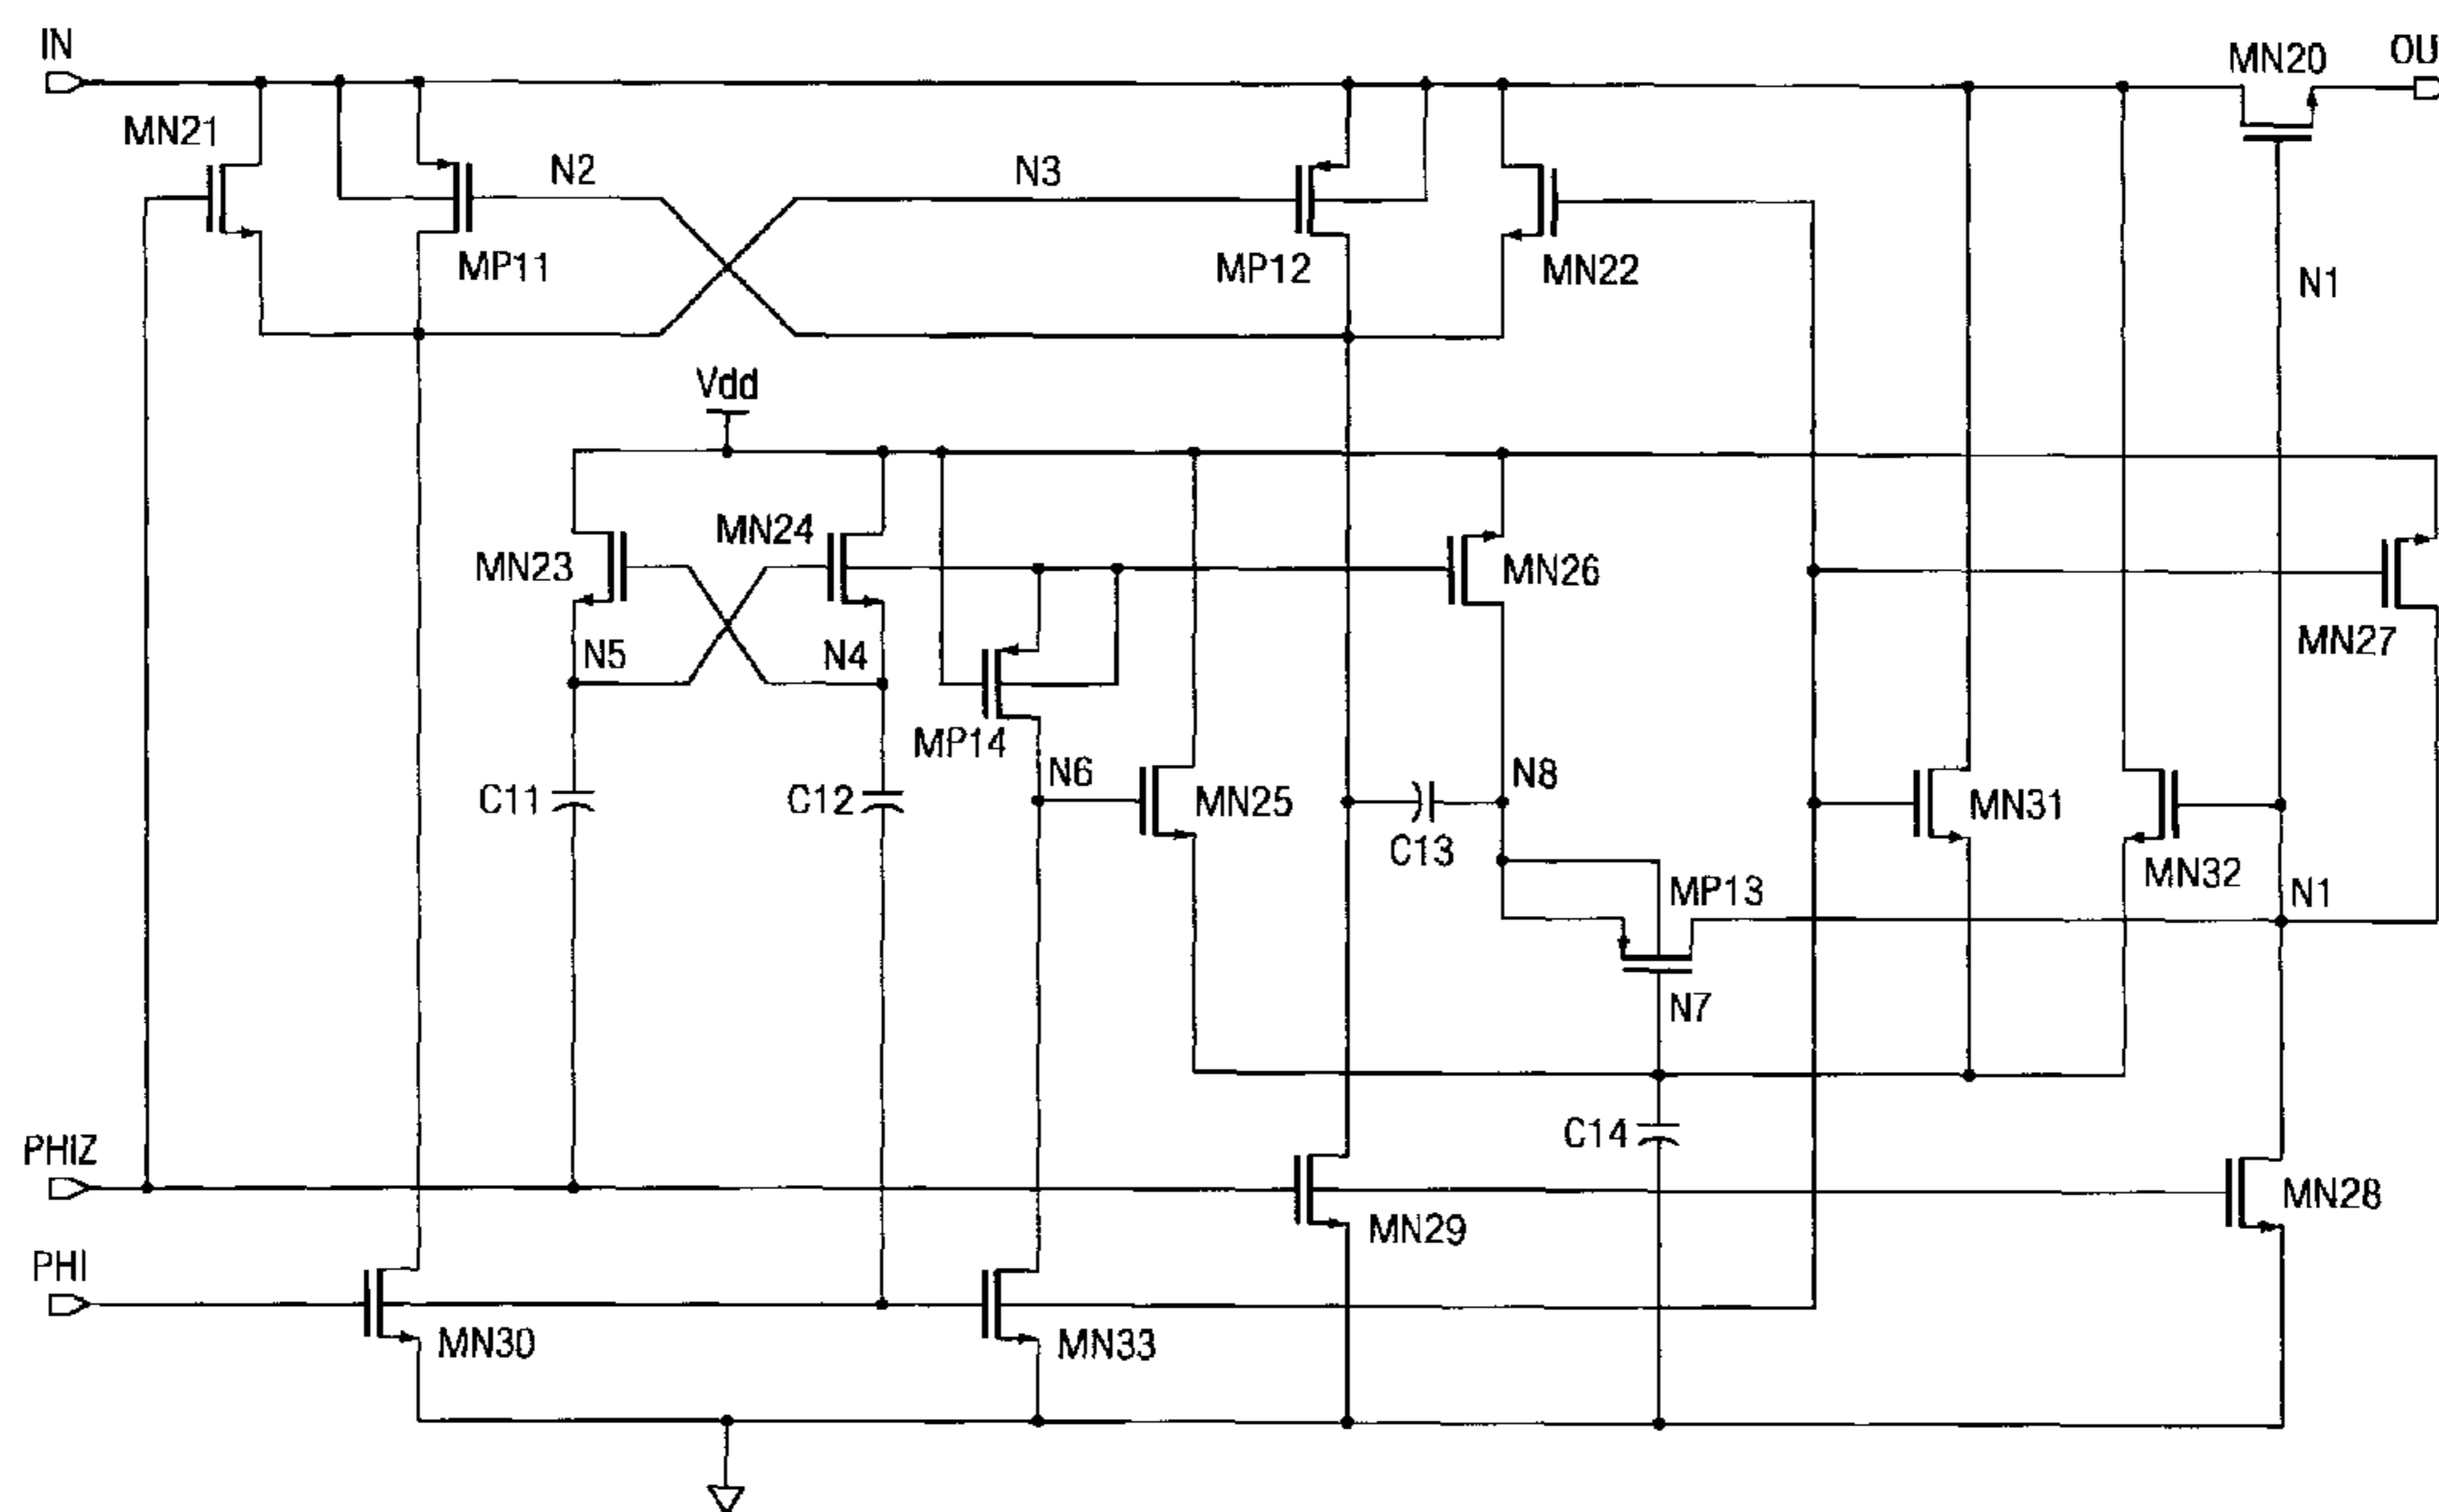 IN
MN20
OU
MN21
N2
N3
MP11
MP12
MN22
N1
Vdd
MN23
MN24
MN26
MN27
N5
N4
MP14
C11
C12
N6
MN25
C13
N8
MN31
MN32
MP13
N1
N7
C14
PHIZ
MN29
MN28
PHI
MN30
MN33